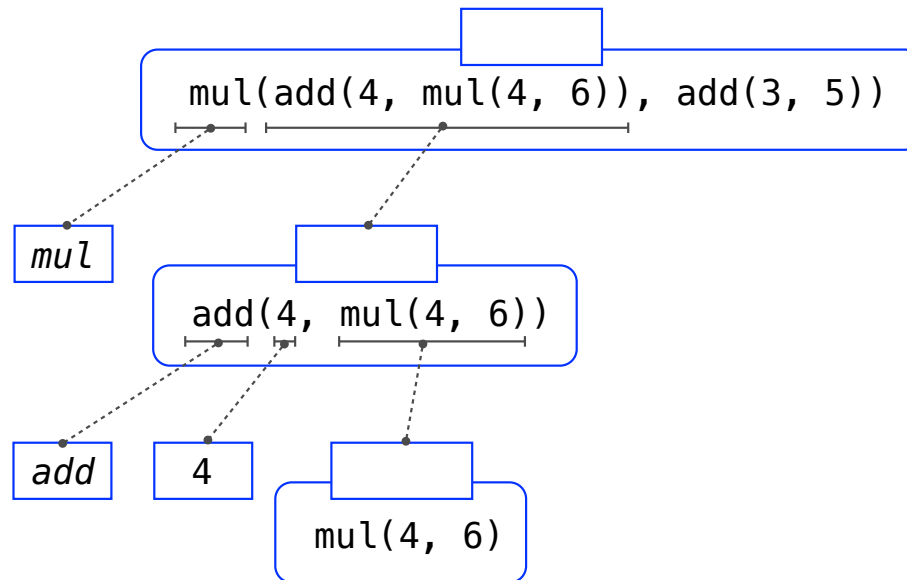 mul(add(4, mul(4, 6)), add(3, 5))
mul
add(4, mul(4, 6))
add
4
mul(4, 6)